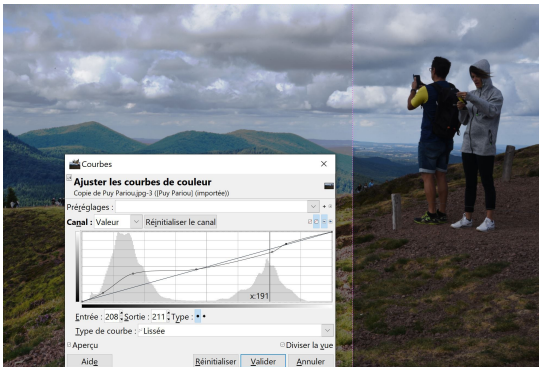 Courbes
Ajuster les courbes de couleur
Copie de Puy Pariou.jpg-3 ([Puy Pariou] (importée))
Préréglages :
Canal : Valeur Réinitialiser le canal
x:191
Entrée : 208 Sortie : 211 Type :
Type de courbe : Lissée
Aperçu Diviser la vue
Aide Réinitialiser Valider Annuler